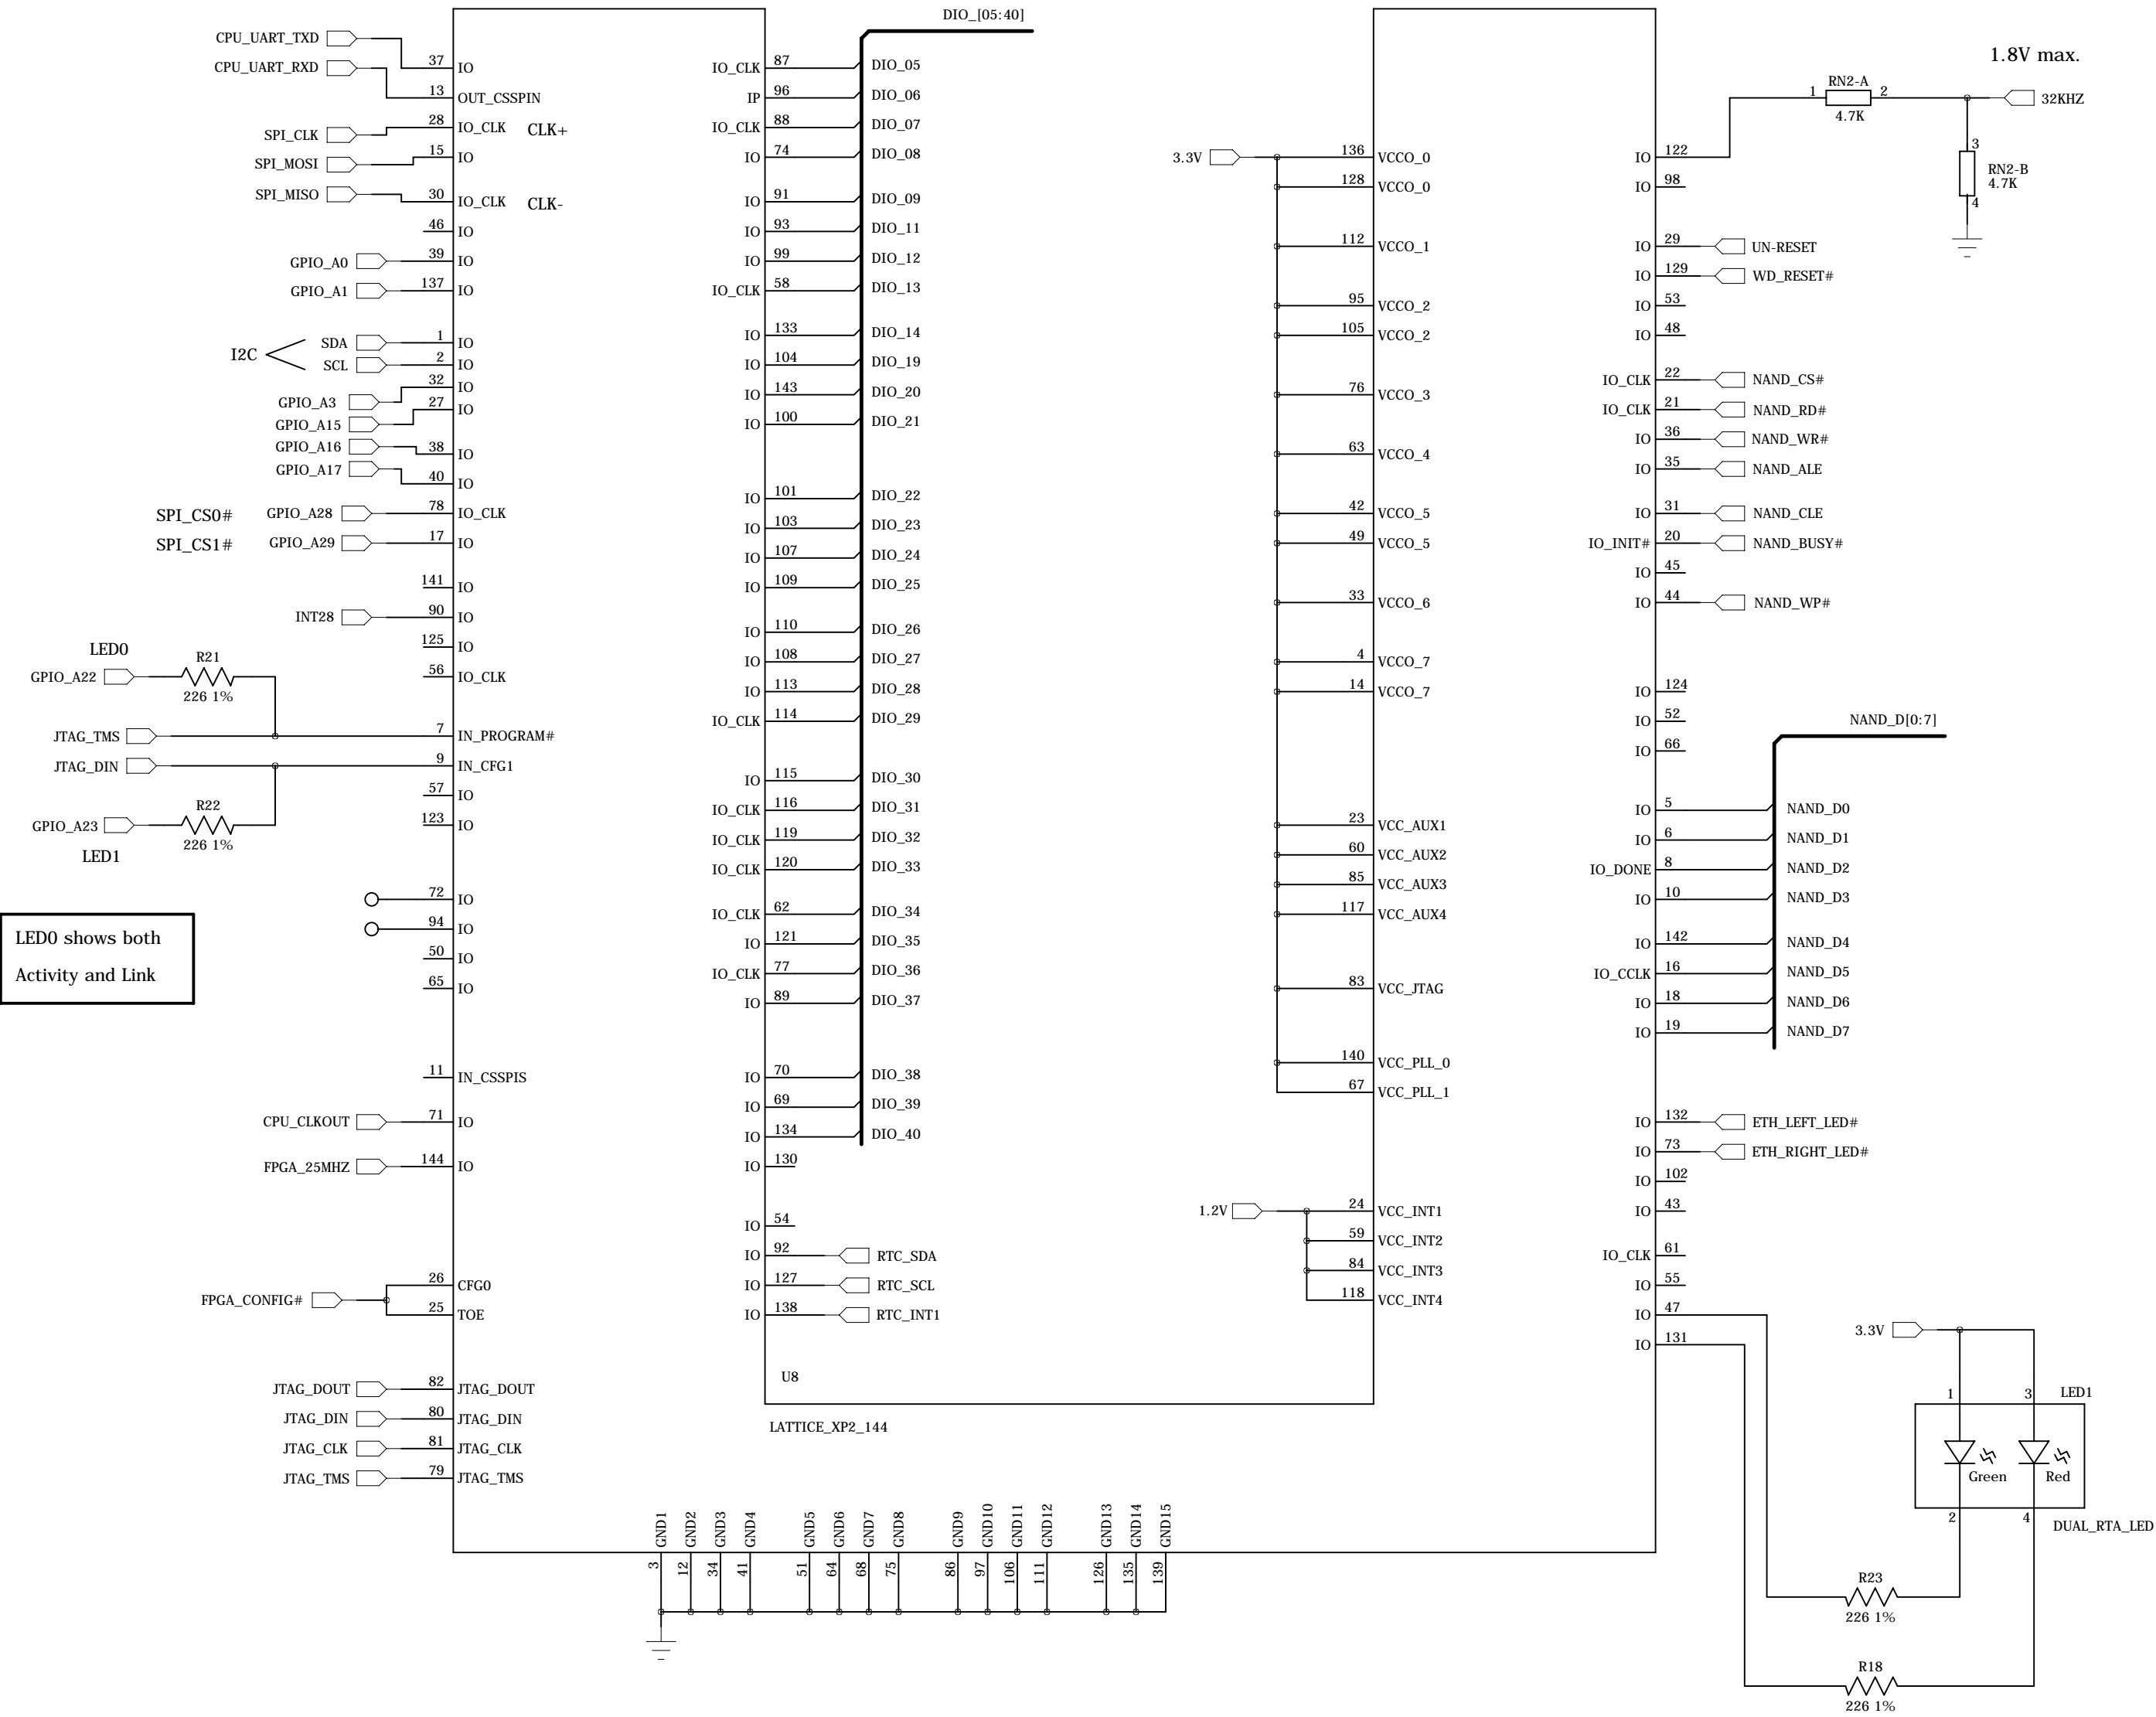 DIO_[05:40]
1.8V max.
CPU_UART_TXD
CPU_UART_RXD
37 IO
13 OUT_CSSPIN
SPI_CLK 28 IO_CLK CLK+
SPI_MOSI 15 IO
SPI_MISO 30 IO_CLK CLK-
46 IO
GPIO_A0 39 IO
GPIO_A1 137 IO
I2C
SDA 1 IO
SCL 2 IO
GPIO_A3 32 IO
GPIO_A15 27 IO
GPIO_A16 38 IO
GPIO_A17 40 IO
SPI_CS0# GPIO_A28 78 IO_CLK
SPI_CS1# GPIO_A29 17 IO
141 IO
INT28 90 IO
125 IO
56 IO_CLK
LED0
GPIO_A22 R21
226 1%
JTAG_TMS 7 IN_PROGRAM#
JTAG_DIN 9 IN_CFG1
57 IO
123 IO
GPIO_A23 R22
226 1%
LED1
72 IO
94 IO
50 IO
65 IO
LED0 shows both
Activity and Link
11 IN_CSSPIS
CPU_CLKOUT 71 IO
FPGA_25MHZ 144 IO
FPGA_CONFIG#
26 CFG0
25 TOE
JTAG_DOUT 82 JTAG_DOUT
JTAG_DIN 80 JTAG_DIN
JTAG_CLK 81 JTAG_CLK
JTAG_TMS 79 JTAG_TMS
IO_CLK 87 DIO_05
IP 96 DIO_06
IO_CLK 88 DIO_07
IO 74 DIO_08
IO 91 DIO_09
IO 93 DIO_11
IO 99 DIO_12
IO_CLK 58 DIO_13
IO 133 DIO_14
IO 104 DIO_19
IO 143 DIO_20
IO 100 DIO_21
IO 101 DIO_22
IO 103 DIO_23
IO 107 DIO_24
IO 109 DIO_25
IO 110 DIO_26
IO 108 DIO_27
IO 113 DIO_28
IO_CLK 114 DIO_29
IO 115 DIO_30
IO_CLK 116 DIO_31
IO_CLK 119 DIO_32
IO_CLK 120 DIO_33
IO_CLK 62 DIO_34
IO 121 DIO_35
IO_CLK 77 DIO_36
IO 89 DIO_37
IO 70 DIO_38
IO 69 DIO_39
IO 134 DIO_40
IO 130
IO 54
IO 92 RTC_SDA
IO 127 RTC_SCL
IO 138 RTC_INT1
U8
LATTICE_XP2_144
3.3V
136 VCCO_0
128 VCCO_0
112 VCCO_1
95 VCCO_2
105 VCCO_2
76 VCCO_3
63 VCCO_4
42 VCCO_5
49 VCCO_5
33 VCCO_6
4 VCCO_7
14 VCCO_7
23 VCC_AUX1
60 VCC_AUX2
85 VCC_AUX3
117 VCC_AUX4
83 VCC_JTAG
140 VCC_PLL_0
67 VCC_PLL_1
1.2V
24 VCC_INT1
59 VCC_INT2
84 VCC_INT3
118 VCC_INT4
IO 122
1 RN2-A 2
4.7K
32KHZ
3
RN2-B
4.7K
4
IO 98
IO 29 UN-RESET
IO 129 WD_RESET#
IO 53
IO 48
IO_CLK 22 NAND_CS#
IO_CLK 21 NAND_RD#
IO 36 NAND_WR#
IO 35 NAND_ALE
IO 31 NAND_CLE
IO_INIT# 20 NAND_BUSY#
IO 45
IO 44 NAND_WP#
IO 124
IO 52
IO 66
NAND_D[0:7]
IO 5 NAND_D0
IO 6 NAND_D1
IO_DONE 8 NAND_D2
IO 10 NAND_D3
IO 142 NAND_D4
IO_CCLK 16 NAND_D5
IO 18 NAND_D6
IO 19 NAND_D7
IO 132 ETH_LEFT_LED#
IO 73 ETH_RIGHT_LED#
IO 102
IO 43
IO_CLK 61
IO 55
IO 47
IO 131
3.3V
1 3 LED1
Green Red
2 4
DUAL_RTA_LED
R23
226 1%
R18
226 1%
GND1 GND2 GND3 GND4 GND5 GND6 GND7 GND8 GND9 GND10 GND11 GND12 GND13 GND14 GND15
3 12 34 41 51 64 68 75 86 97 106 111 126 135 139